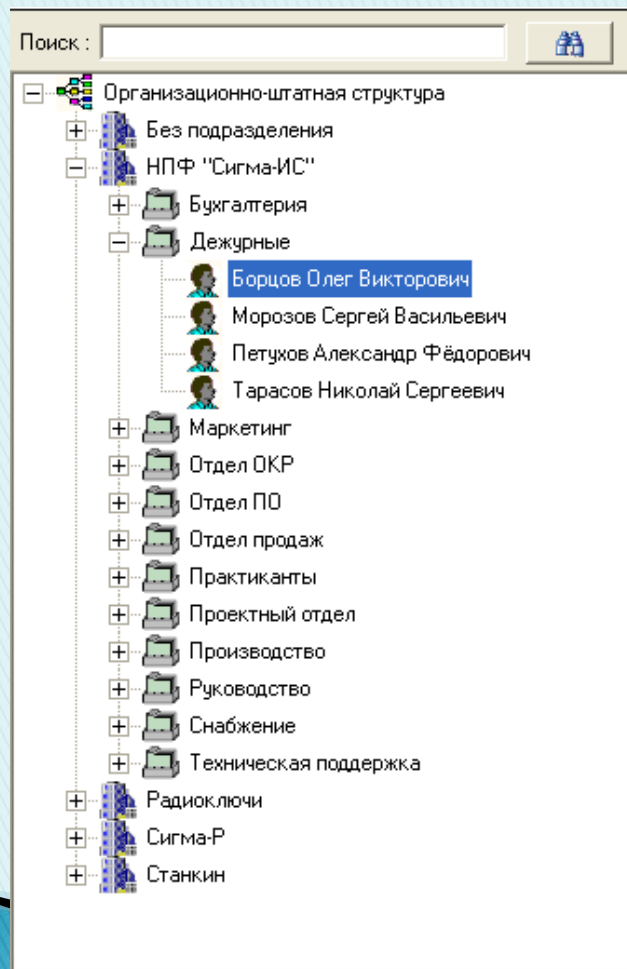 Поиск :
Организационно-штатная структура
Без подразделения
НПФ "Сигма-ИС"
Бухгалтерия
Дежурные
Борцов Олег Викторович
Морозов Сергей Васильевич
Петухов Александр Фёдорович
Тарасов Николай Сергеевич
Маркетинг
Отдел ОКР
Отдел ПО
Отдел продаж
Практиканты
Проектный отдел
Производство
Руководство
Снабжение
Техническая поддержка
Радиоключи
Сигма-Р
Станкин